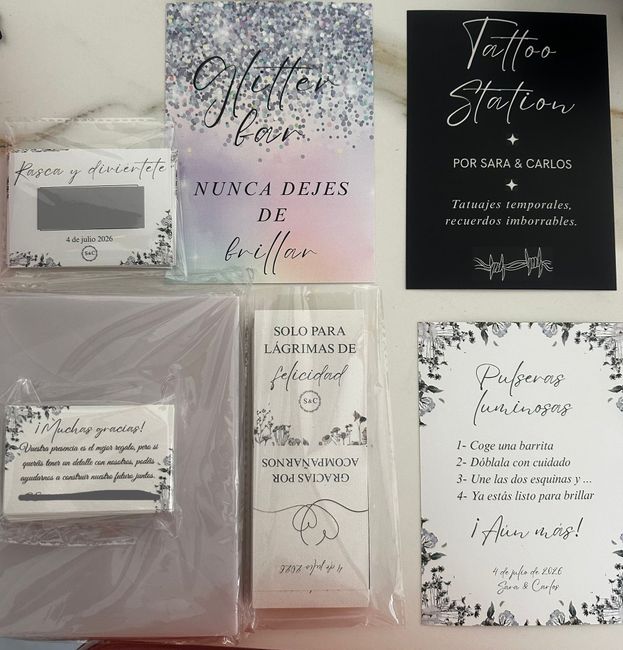 Glitter
bar
NUNCA DEJES
DE
brillar
Tattoo
Station
POR SARA & CARLOS
Tatuajes temporales,
recuerdos imborrables.
Rasca y diviértete
4 de julio 2026
S&C
¡Muchas gracias!
Vuestra presencia es el mejor regalo, pero si
queréis tener un detalle con nosotros, podéis
ayudarnos a construir nuestro futuro juntos.
SOLO PARA
LÁGRIMAS DE
felicidad
S&C
GRACIAS POR
ACOMPAÑARNOS
4 de julio 2026
Pulseras
luminosas
1- Coge una barrita
2- Dóblala con cuidado
3- Une las dos esquinas y ...
4- Ya estás listo para brillar
¡Aún más!
4 de julio de 2026
Sara & Carlos